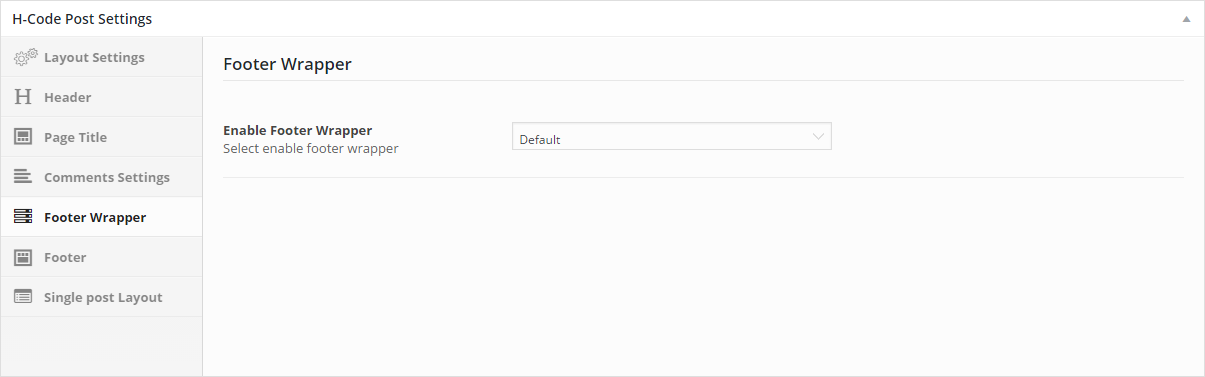 H-Code Post Settings
Layout Settings
Header
Page Title
Comments Settings
Footer Wrapper
Footer
Single post Layout
Footer Wrapper
Enable Footer Wrapper
Select enable footer wrapper
Default